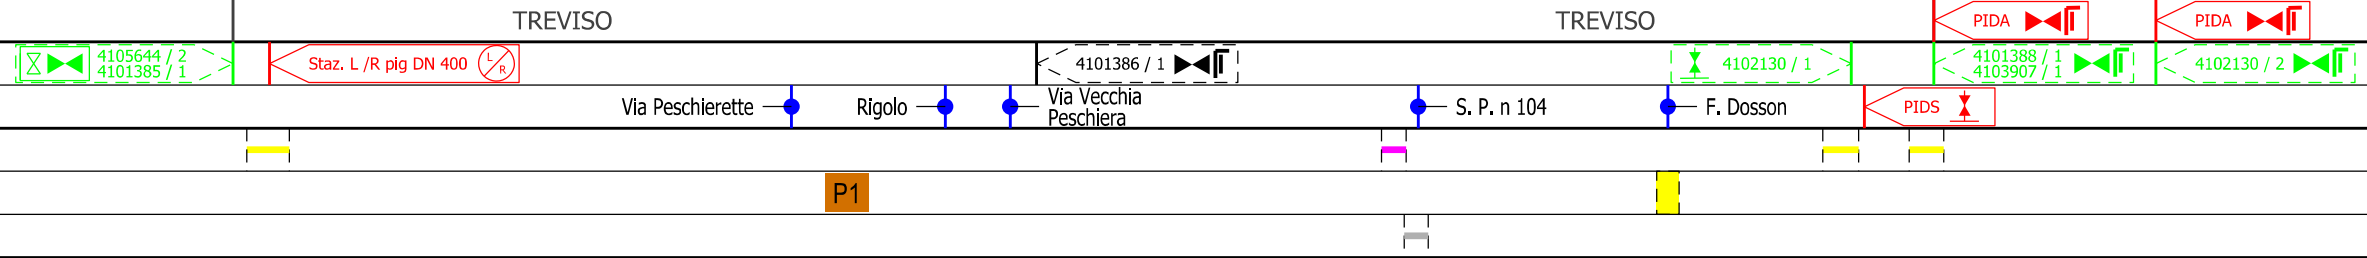 TREVISO
TREVISO
PIDA
PIDA
4105644 / 2
4101385 / 1
Staz. L /R pig DN 400
L
R
4101386 / 1
4102130 / 1
4101388 / 1
4103907 / 1
4102130 / 2
Via Peschierette
Rigolo
Via Vecchia
Peschiera
S. P. n 104
F. Dosson
PIDS
P1